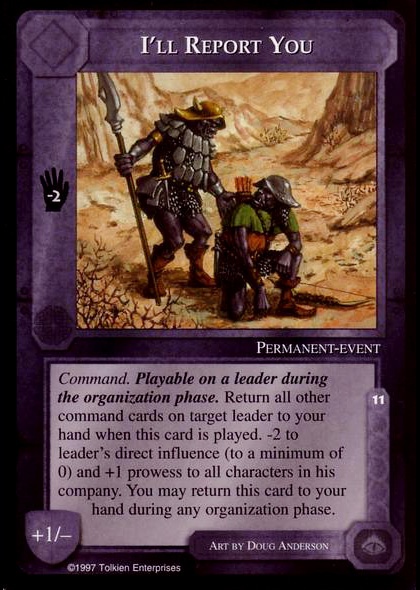 I'll Report You
-2
Permanent-event
Command. Playable on a leader during
the organization phase. Return all other
command cards on target leader to your
hand when this card is played. -2 to
leader's direct influence (to a minimum of
0) and +1 prowess to all characters in his
company. You may return this card to your
hand during any organization phase.
11
+1/–
Art by Doug Anderson
©1997 Tolkien Enterprises